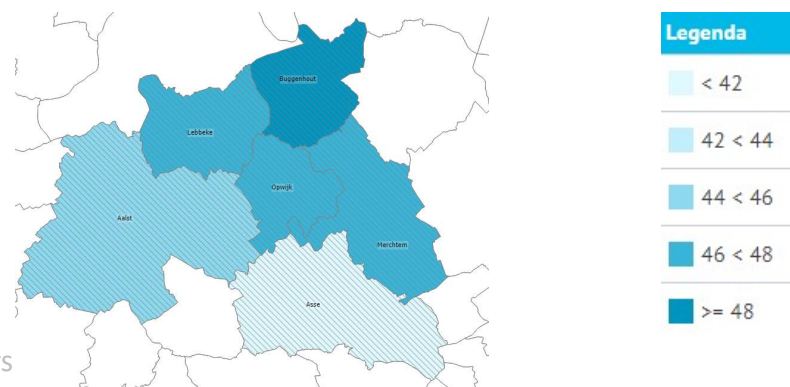 Buggenhout
Lebbeke
Opwijk
Aalst
Merchtem
Asse
Legenda
< 42
42 < 44
44 < 46
46 < 48
>= 48